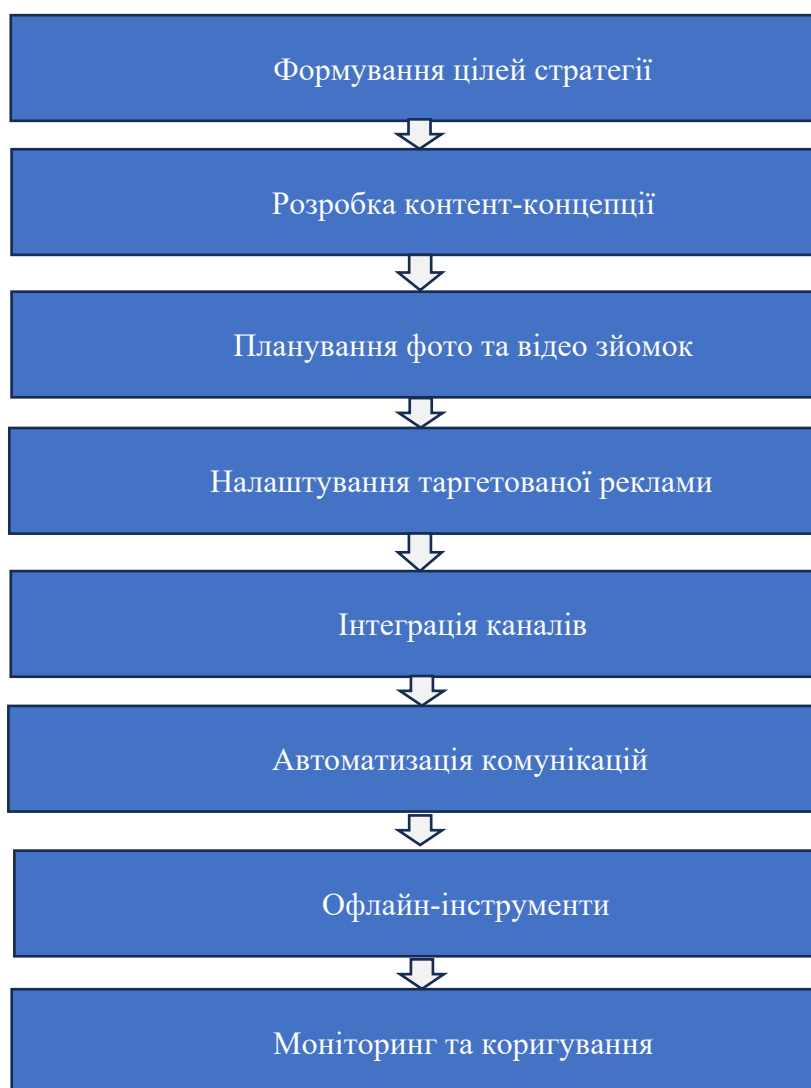 Формування цілей стратегії
Розробка контент-концепції
Планування фото та відео зйомок
Налаштування таргетованої реклами
Інтеграція каналів
Автоматизація комунікацій
Офлайн-інструменти
Моніторинг та коригування